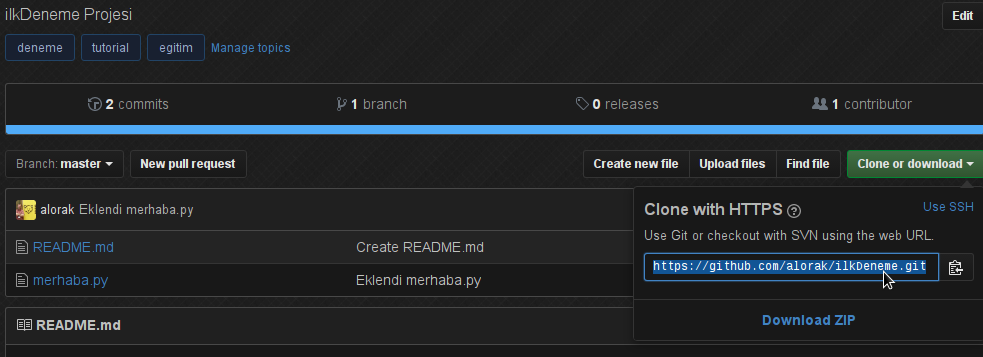 ilkDeneme Projesi
Edit
deneme tutorial egitim Manage topics
2 commits 1 branch 0 releases 1 contributor
Branch: master New pull request Create new file Upload files Find file Clone or download
alorak Eklendi merhaba.py
Clone with HTTPS ? Use SSH
Use Git or checkout with SVN using the web URL.
https://github.com/alorak/ilkDeneme.git
Download ZIP
README.md Create README.md
merhaba.py Eklendi merhaba.py
README.md